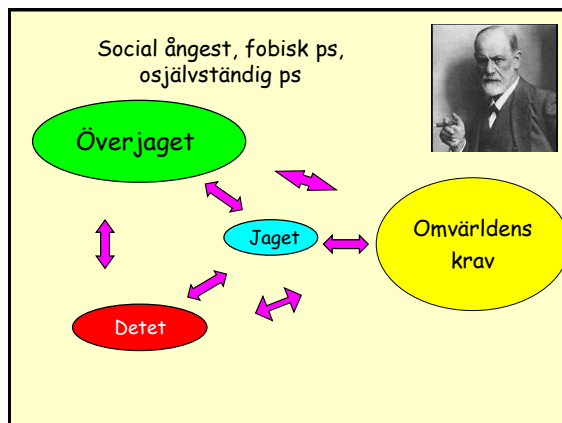 Social ångest, fobisk ps,
osjälvständig ps
Överjaget
Jaget
Omvärldens
krav
Detet